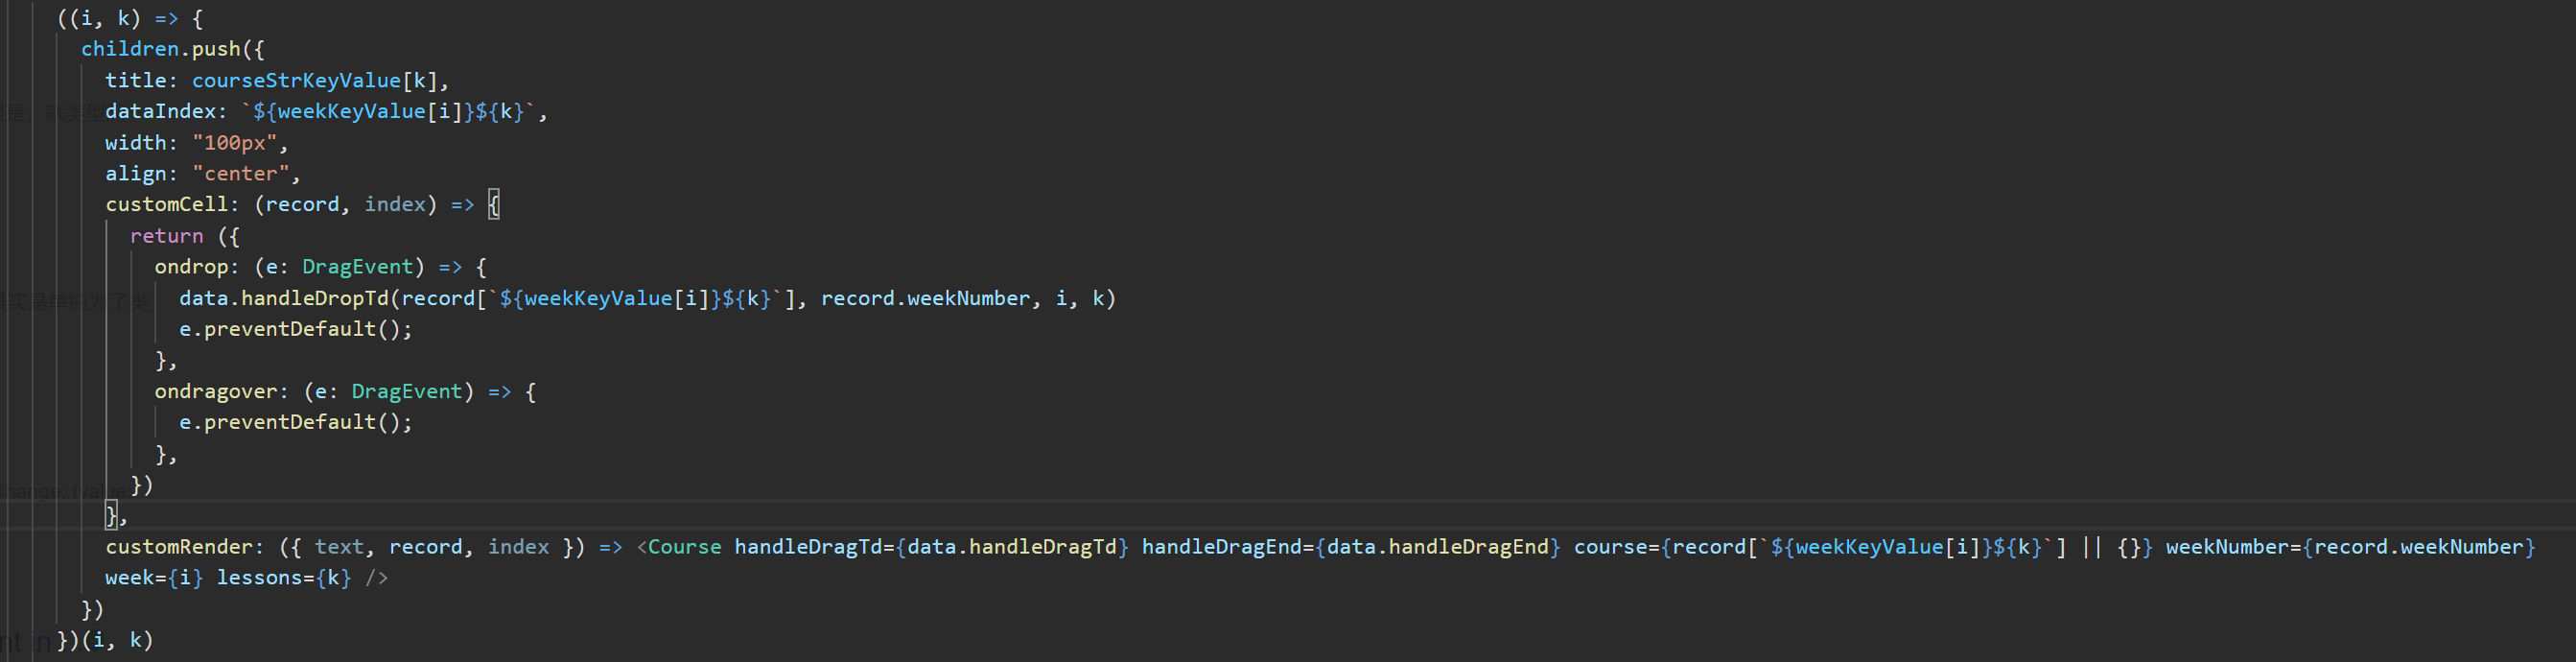 ((i, k) => {
children.push({
title: courseStrKeyValue[k],
dataIndex: `${weekKeyValue[i]}${k}`,
width: "100px",
align: "center",
customCell: (record, index) => {
return ({
ondrop: (e: DragEvent) => {
data.handleDropTd(record[`${weekKeyValue[i]}${k}`], record.weekNumber, i, k)
e.preventDefault();
},
ondragover: (e: DragEvent) => {
e.preventDefault();
},
})
},
customRender: ({ text, record, index }) => <Course handleDragTd={data.handleDragTd} handleDragEnd={data.handleDragEnd} course={record[`${weekKeyValue[i]}${k}`] || {}} weekNumber={record.weekNumber}
week={i} lessons={k} />
})
})(i, k)